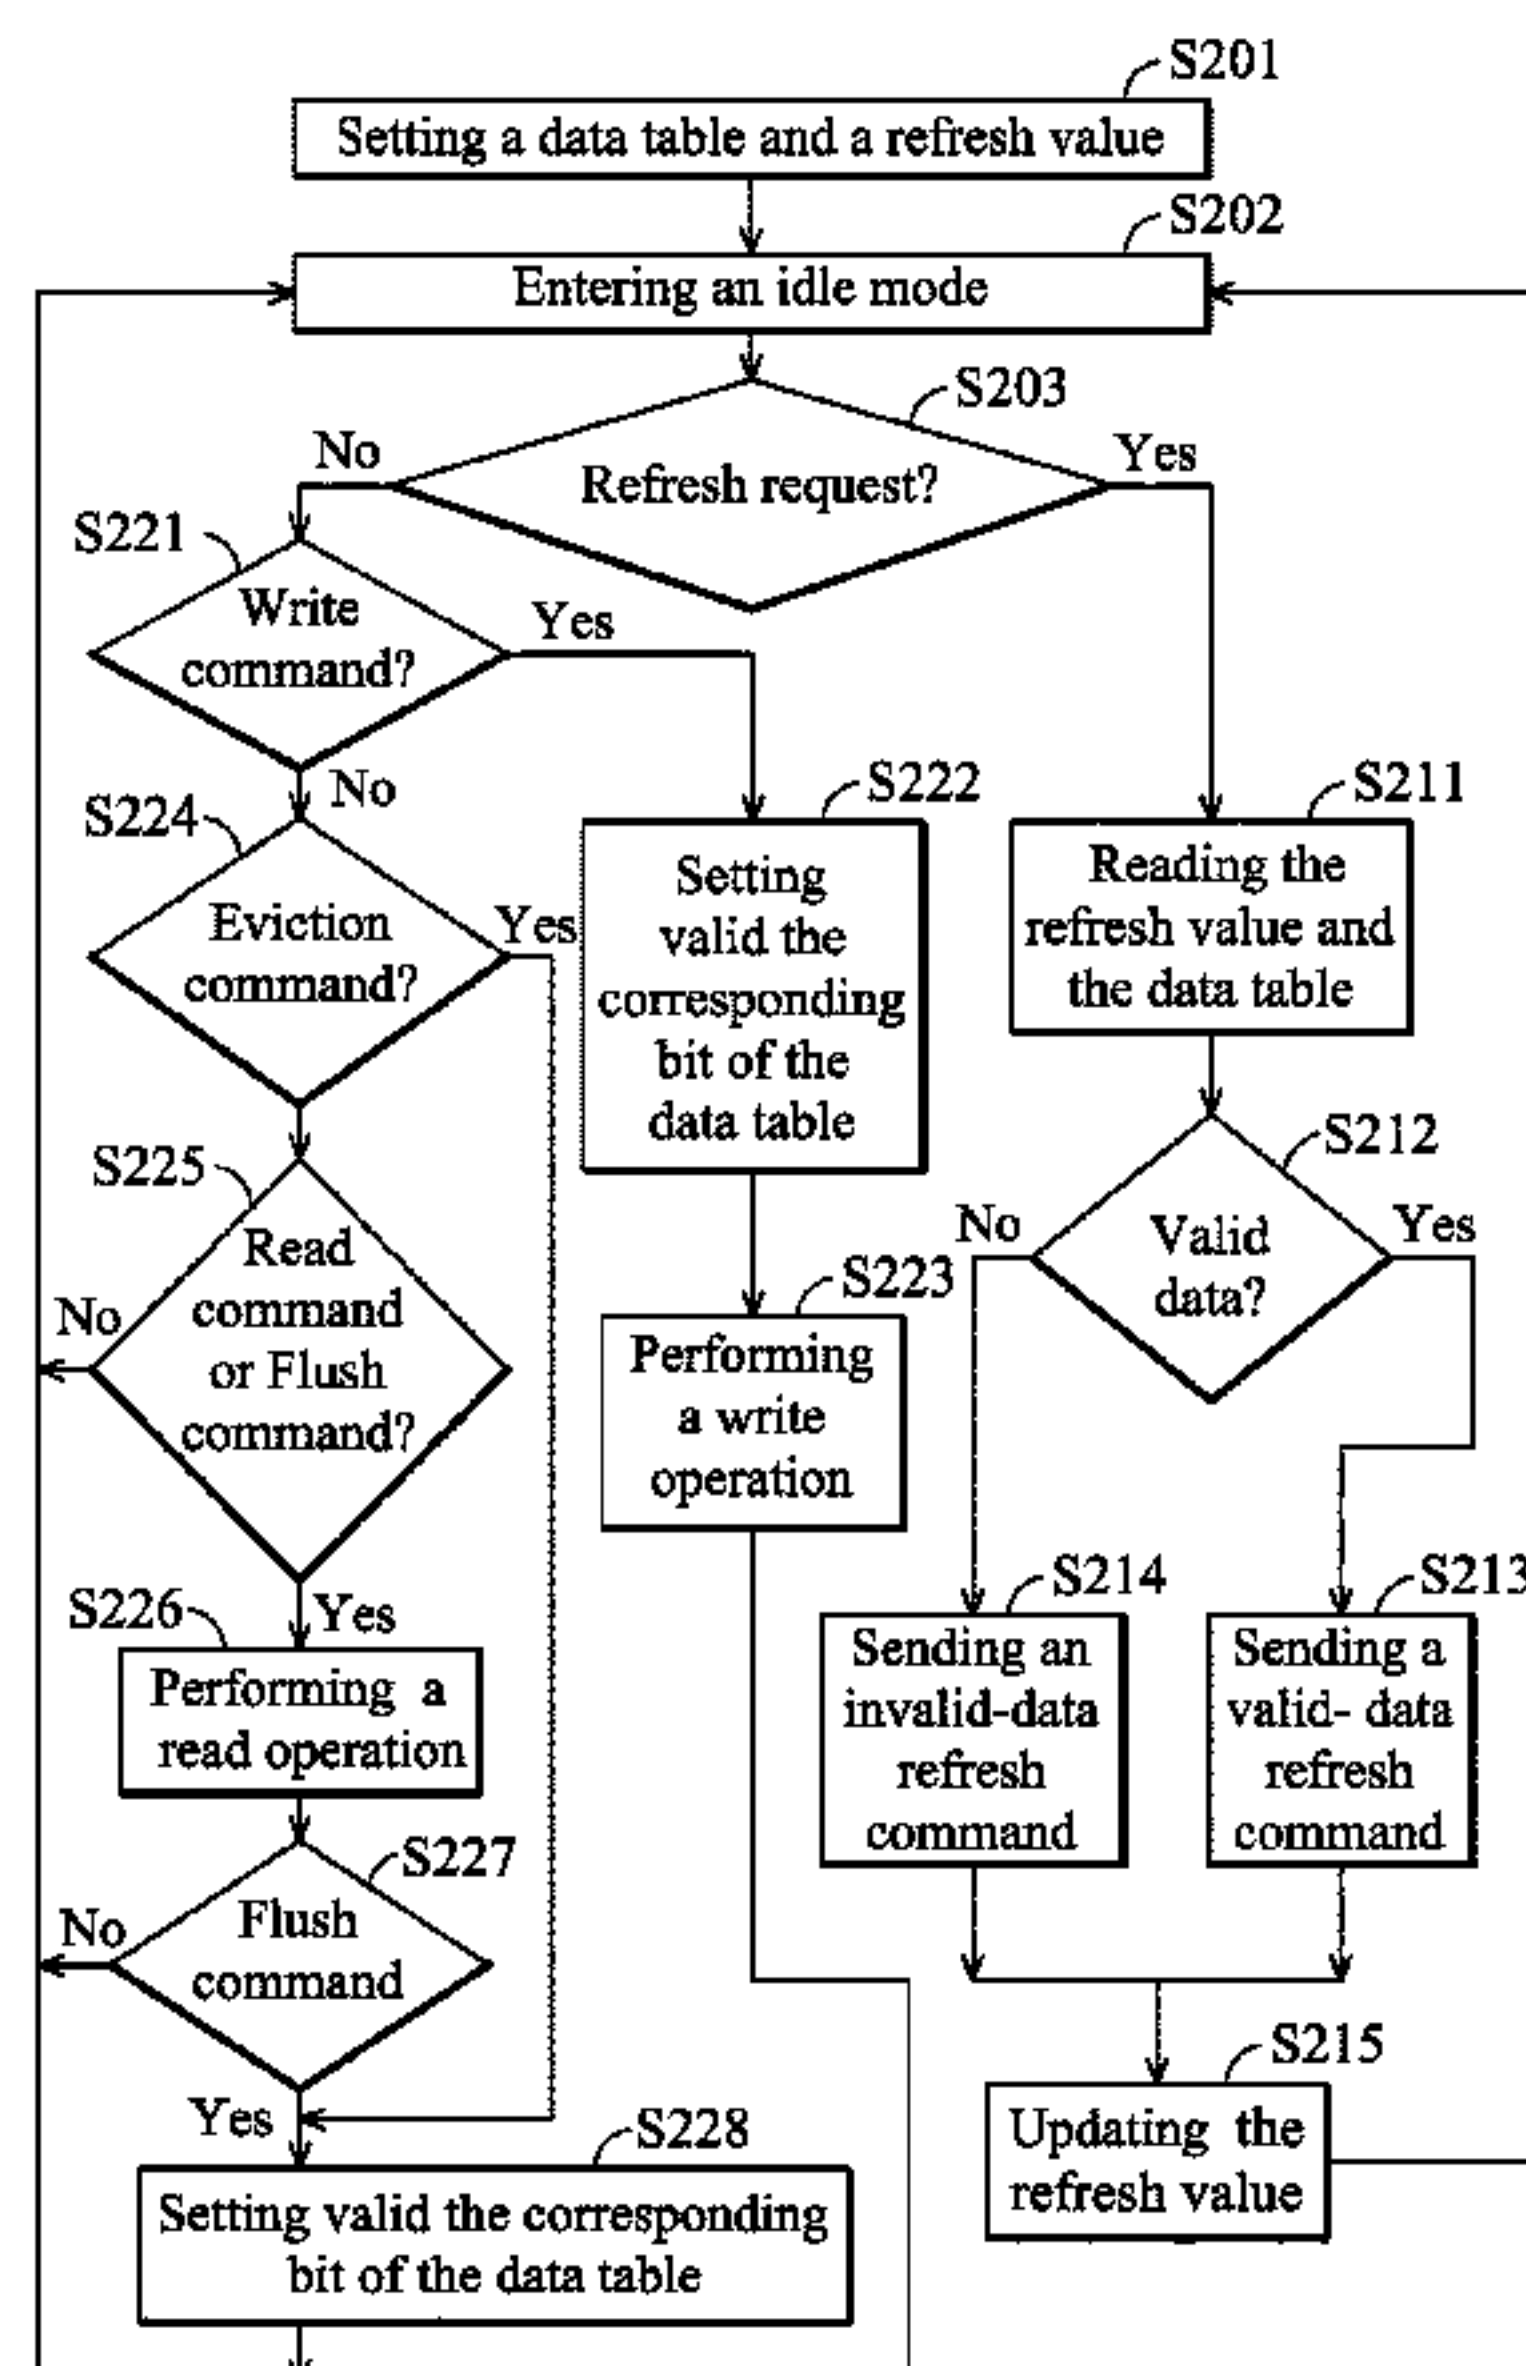 S201
Setting a data table and a refresh value
S202
Entering an idle mode
S203
No
Refresh request?
Yes
S221
Write
command?
Yes
No
S224
Eviction
command?
Yes
S222
Setting
valid the
corresponding
bit of the
data table
S211
Reading the
refresh value and
the data table
S225
Read
command
or Flush
command?
No
S223
Performing
a write
operation
S212
No
Valid
data?
Yes
S226
Yes
Performing a
read operation
S214
Sending an
invalid-data
refresh
command
S213
Sending a
valid- data
refresh
command
S227
No
Flush
command
Yes
S215
Updating the
refresh value
S228
Setting valid the corresponding
bit of the data table